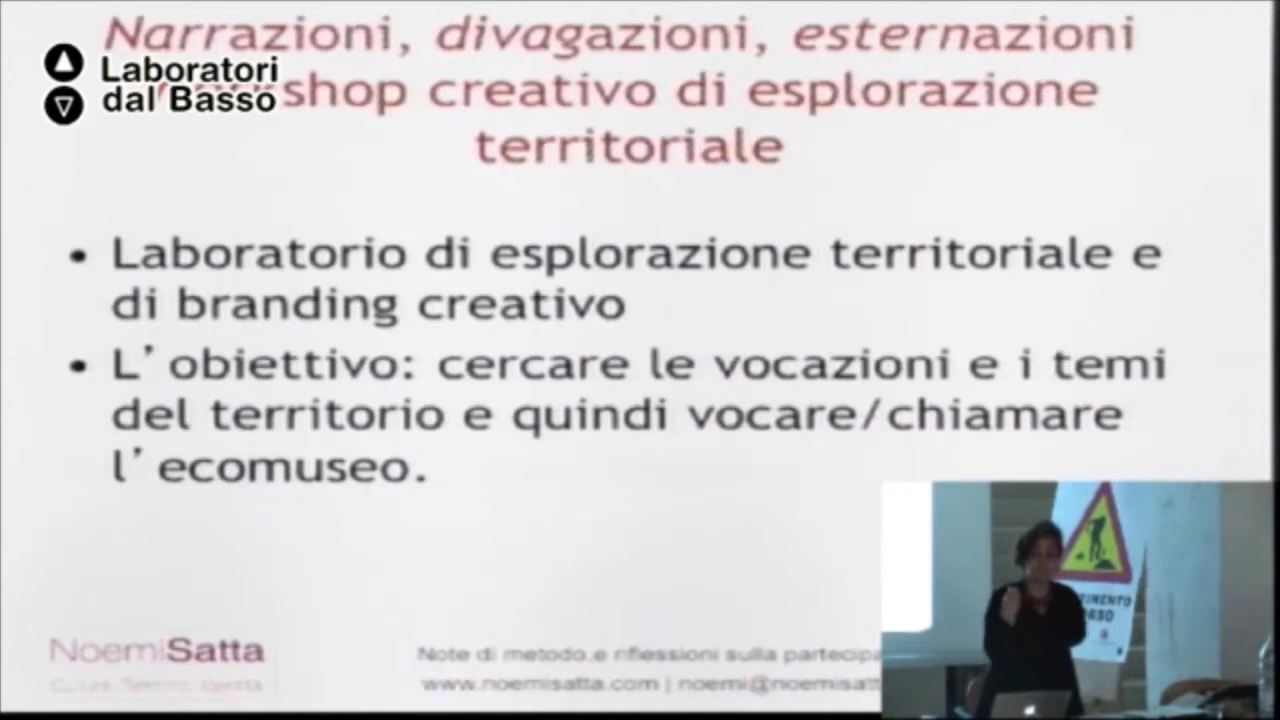 Narrazioni, divagazioni, esternazioni
Laboratori
dal Basso
shop creativo di esplorazione
territoriale
• Laboratorio di esplorazione territoriale e
di branding creativo
• L’obiettivo: cercare le vocazioni e i temi
del territorio e quindi vocare/chiamare
l’ecomuseo.
NoemiSatta
Note di metodo e riflessioni sulla partecipa
www.noemisatta.com | noemi@noemisatt